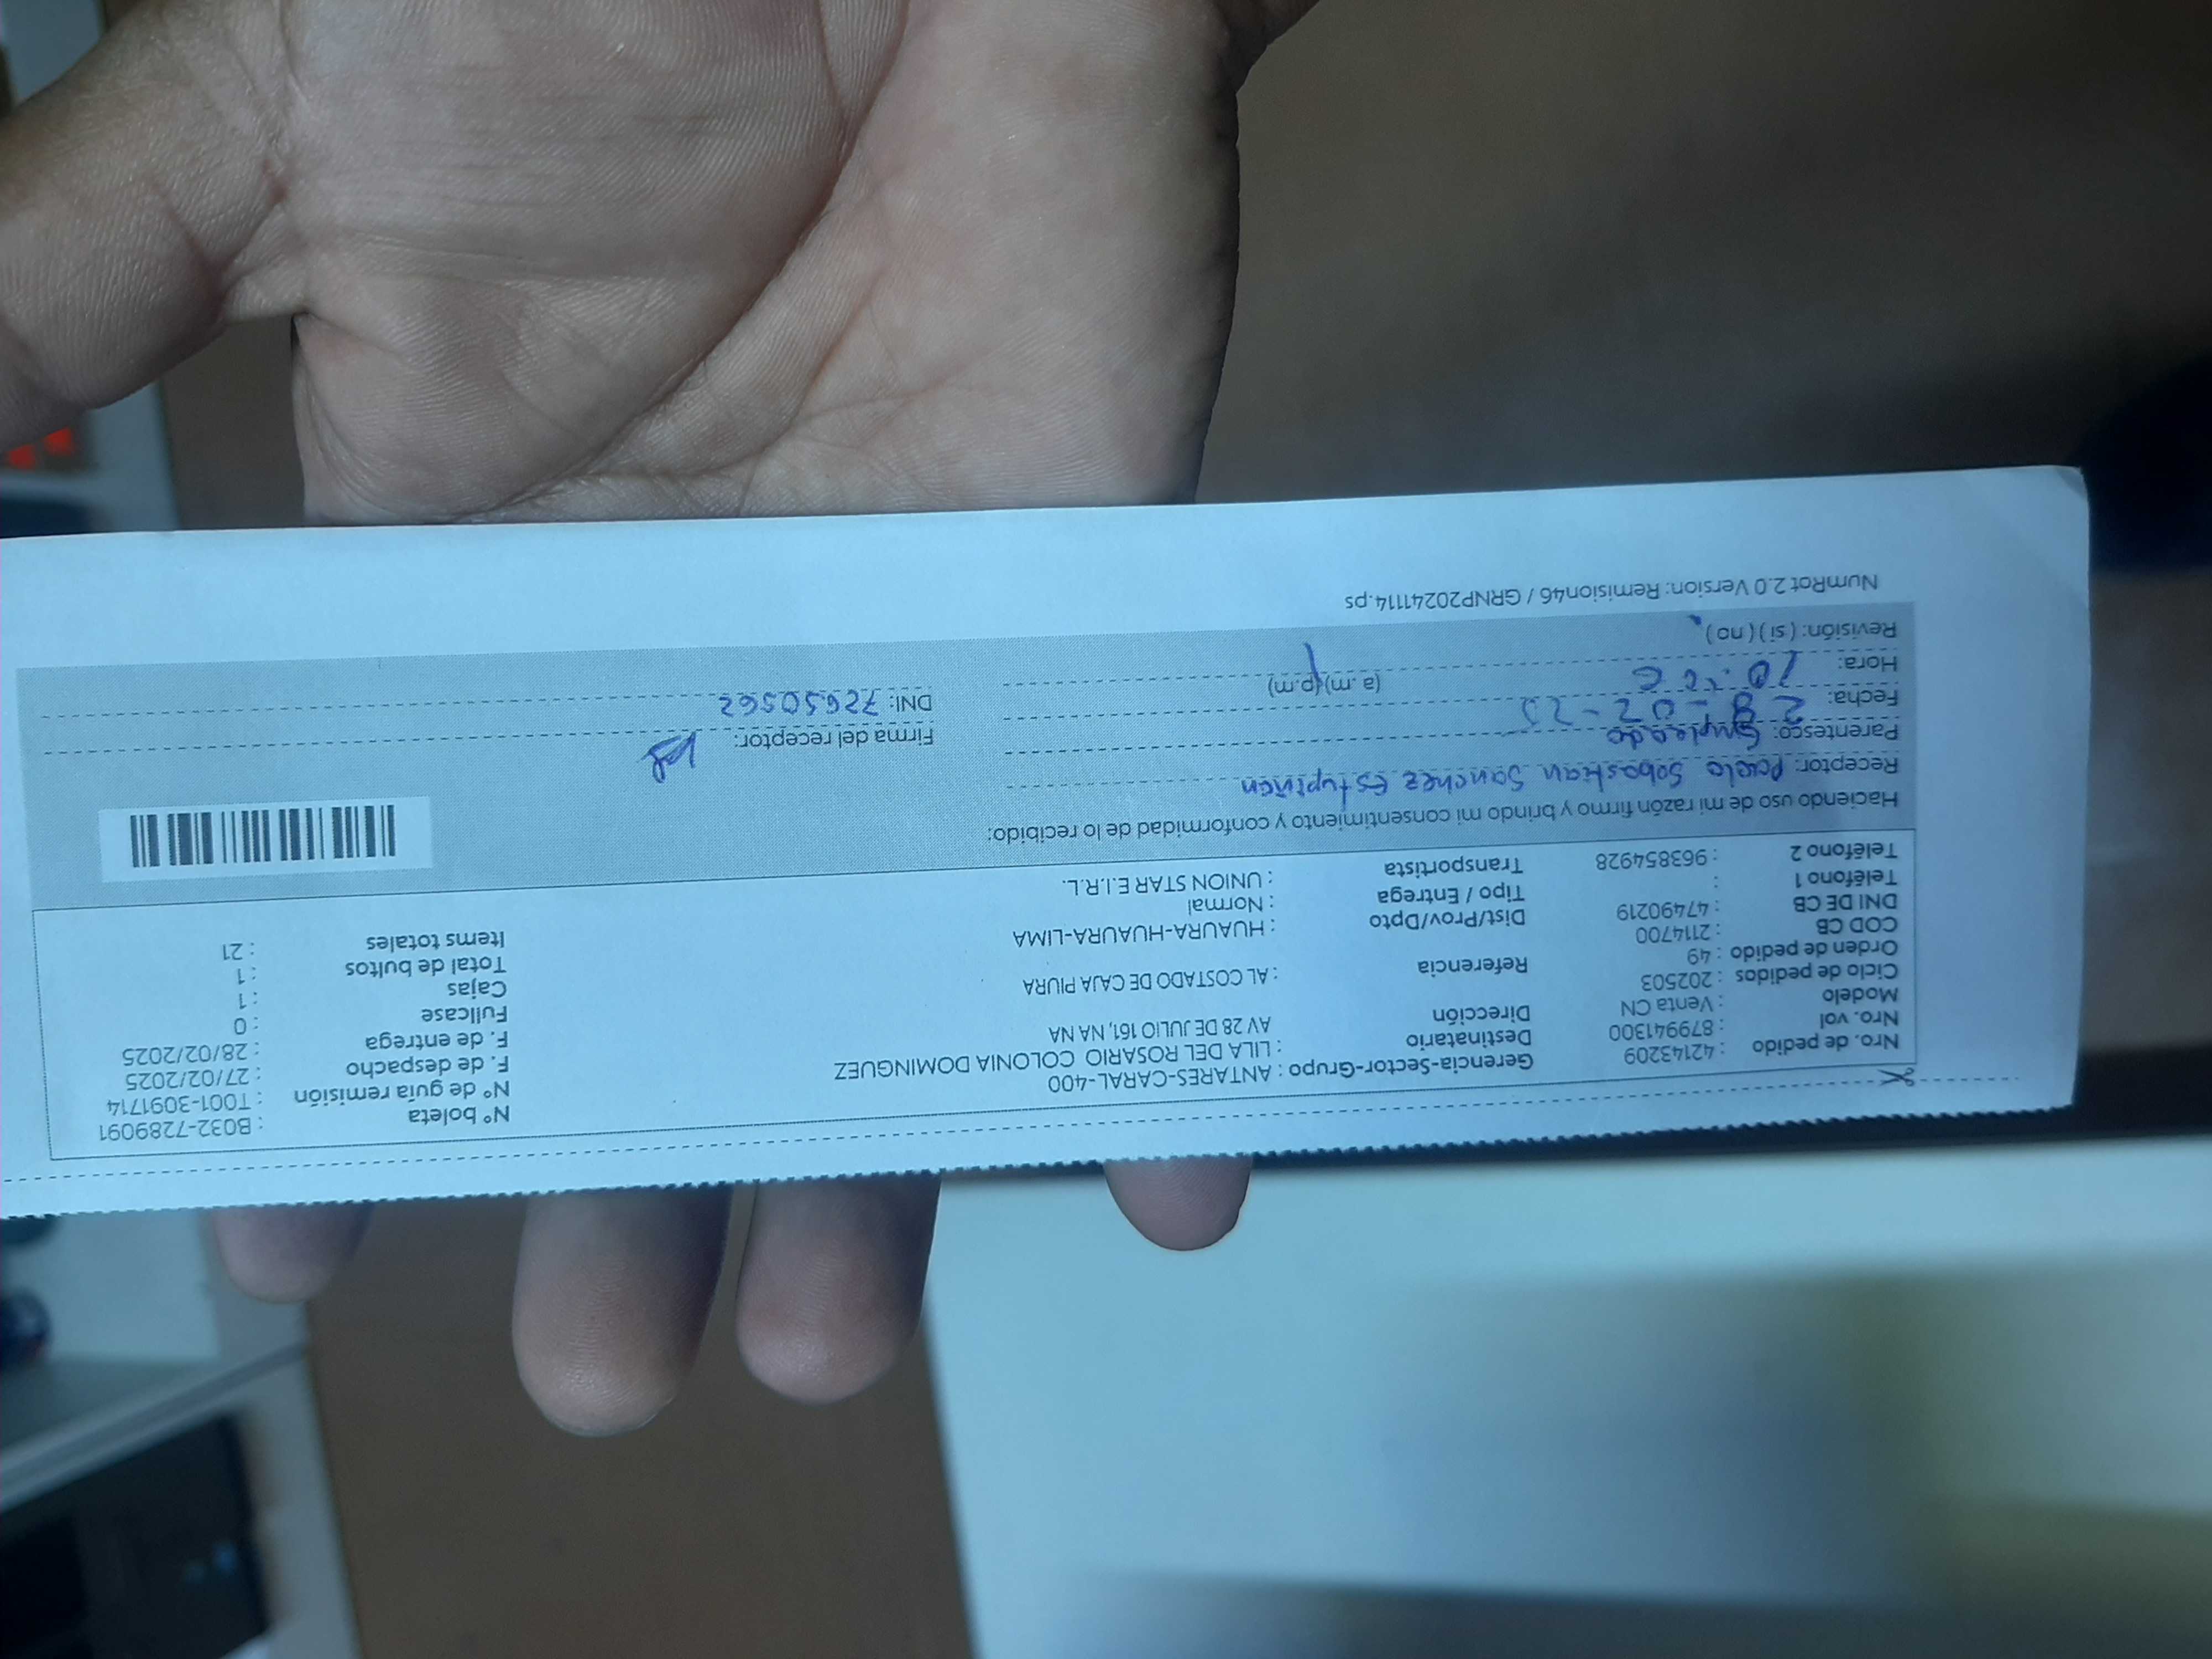 Nro. de pedido : 42143209 Gerencia-Sector-Grupo : ANTARES-CARAL-400 N° boleta : B032-7289091
Nro. vol : 879941300 Destinatario : LILA DEL ROSARIO COLONIA DOMINGUEZ N° de guía remisión : T001-3091714
Modelo : Venta CN Dirección AV 28 DE JULIO 161, NA NA F. de despacho : 27/02/2025
Ciclo de pedidos : 202503 F. de entrega : 28/02/2025
Orden de pedido : 49 Referencia : AL COSTADO DE CAJA PIURA Fullcase : 0
COD CB : 2114700 Cajas : 1
DNI DE CB : 47490219 Dist/Prov/Dpto : HUAURA-HUAURA-LIMA Total de bultos : 1
Teléfono 1 : Tipo / Entrega : Normal Items totales : 21
Teléfono 2 : 963854928 Transportista : UNION STAR E.I.R.L.
Haciendo uso de mi razón firmo y brindo mi consentimiento y conformidad de lo recibido:
Receptor: Sebastian Sanchez Estupiñan
Parentesco: Empleado Firma del receptor:
Fecha: 28-02-25 DNI: 72650562
Hora: (a.m)(p.m)
Revisión: (si) (no)
NumRot 2.0 Version: Remision46 / GRNP20241114.ps